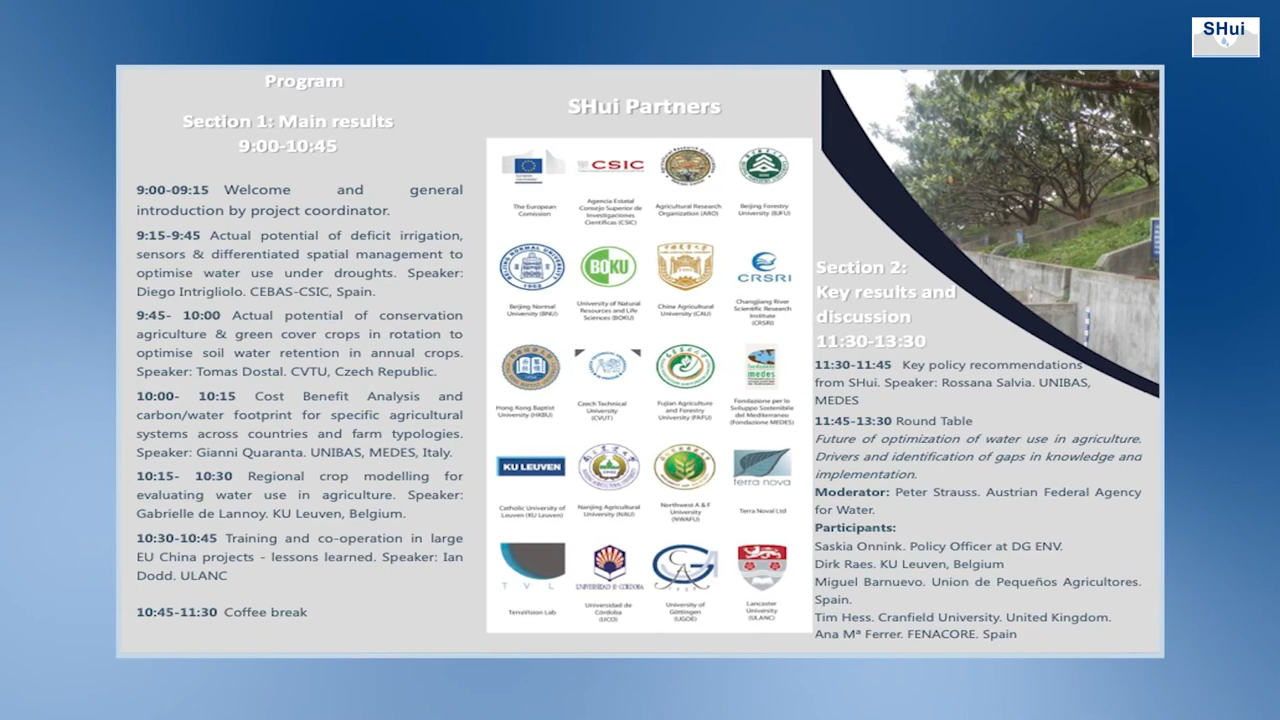 SHui
Program
Section 1: Main results
9:00-10:45
9:00-09:15 Welcome and general
introduction by project coordinator.
9:15-9:45 Actual potential of deficit irrigation,
sensors & differentiated spatial management to
optimise water use under droughts. Speaker:
Diego Intrigliolo. CEBAS-CSIC, Spain.
9:45- 10:00 Actual potential of conservation
agriculture & green cover crops in rotation to
optimise soil water retention in annual crops.
Speaker: Tomas Dostal. CVTU, Czech Republic.
10:00- 10:15 Cost Benefit Analysis and
carbon/water footprint for specific agricultural
systems across countries and farm typologies.
Speaker: Gianni Quaranta. UNIBAS, MEDES, Italy.
10:15- 10:30 Regional crop modelling for
evaluating water use in agriculture. Speaker:
Gabrielle de Lannoy. KU Leuven, Belgium.
10:30-10:45 Training and co-operation in large
EU China projects - lessons learned. Speaker: Ian
Dodd. ULANC
10:45-11:30 Coffee break
SHui Partners
CSIC
The European
Comission
Agencia Estatal
Consejo Superior de
Investigaciones
Científicas (CSIC)
Agricultural Research
Organization (ARO)
Beijing Forestry
University (BJFU)
BOKU
CRSRI
Beijing Normal
University (BNU)
University of Natural
Resources and Life
Sciences (BOKU)
China Agricultural
University (CAU)
Changjiang River
Scientific Research
Institute
(CRSRI)
medes
Hong Kong Baptist
University (HKBU)
Czech Technical
University
(CVUT)
Fujian Agriculture
and Forestry
University (FAFU)
Fondazione per lo
Sviluppo Sostenibile
del Mediterraneo
(Fondazione MEDES)
KU LEUVEN
terra nova
Catholic University of
Leuven (KU Leuven)
Nanjing Agricultural
University (NAU)
Northwest A & F
University
(NWAFU)
Terra Noval Ltd
T V L
UNIVERSIDAD D CORDOBA
TerraVision Lab
Universidad de
Córdoba
(UCO)
University of
Göttingen
(UGOE)
Lancaster
University
(ULANC)
Section 2:
Key results and
discussion
11:30-13:30
11:30-11:45 Key policy recommendations
from SHui. Speaker: Rossana Salvia. UNIBAS,
MEDES
11:45-13:30 Round Table
Future of optimization of water use in agriculture.
Drivers and identification of gaps in knowledge and
implementation.
Moderator: Peter Strauss. Austrian Federal Agency
for Water.
Participants:
Saskia Onnink. Policy Officer at DG ENV.
Dirk Raes. KU Leuven, Belgium
Miguel Barnuevo. Union de Pequeños Agricultores.
Spain.
Tim Hess. Cranfield University. United Kingdom.
Ana Mª Ferrer. FENACORE. Spain